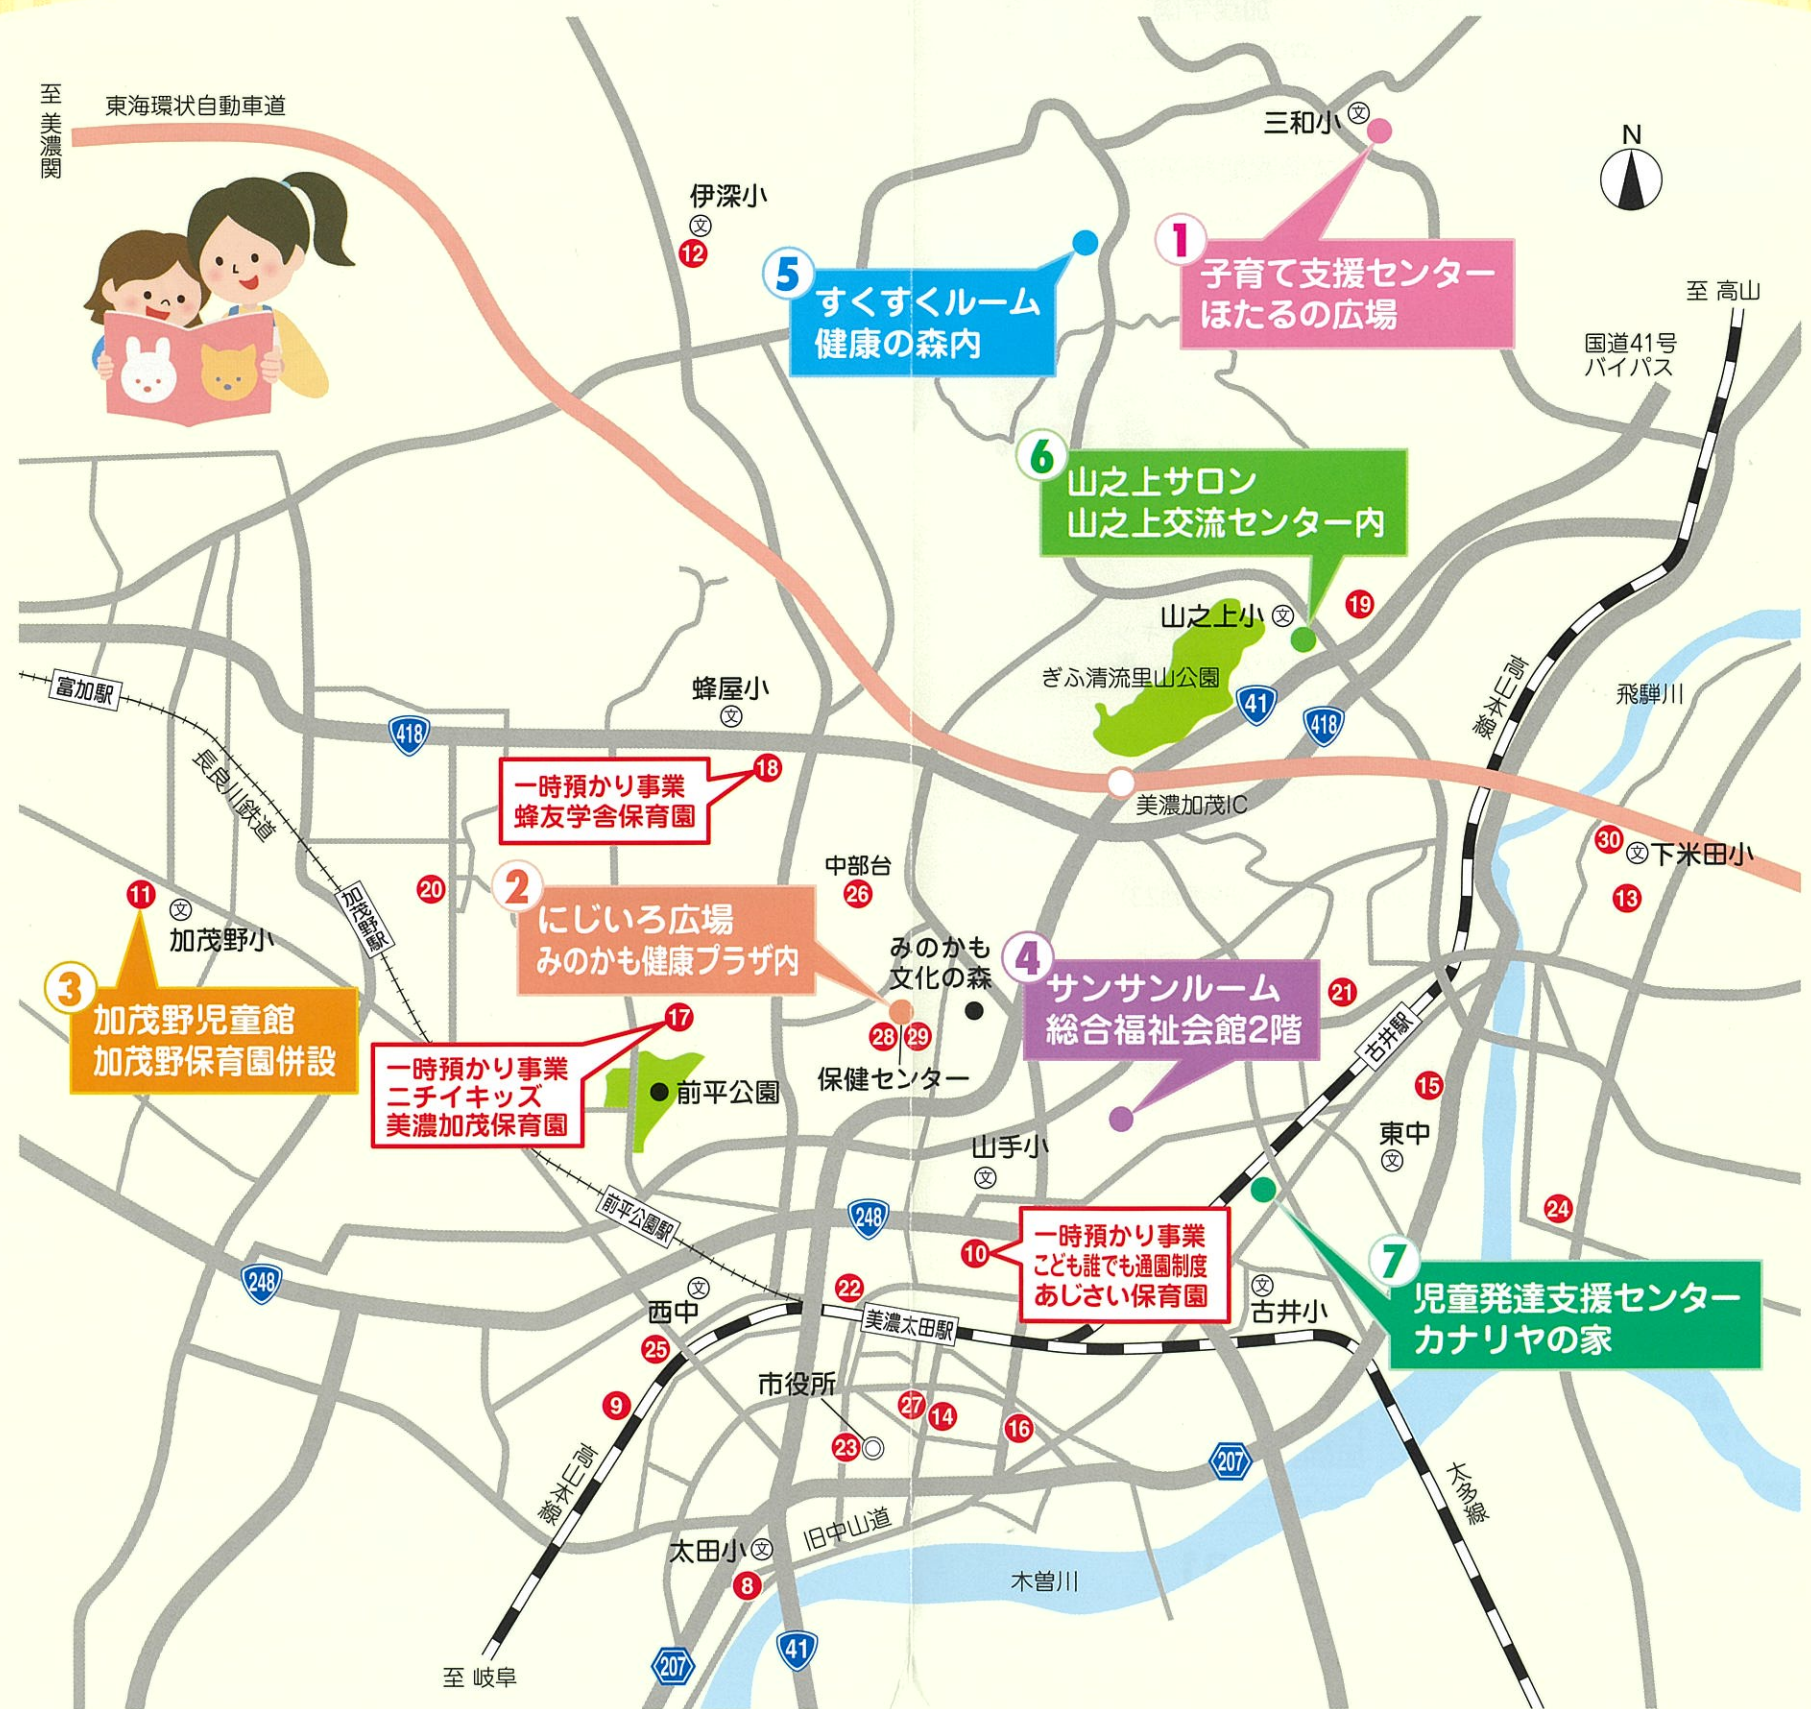 至 美濃関
東海環状自動車道
三和小
文
N
伊深小
文
12
1
子育て支援センター
ほたるの広場
5
すくすくルーム
健康の森内
至 高山
国道41号
バイパス
6
山之上サロン
山之上交流センター内
山之上小
文
19
ぎふ清流里山公園
41
418
高山本線
飛騨川
富加駅
418
蜂屋小
文
長良川鉄道
18
一時預かり事業
蜂友学舎保育園
美濃加茂IC
30
文
下米田小
13
11
文
加茂野小
加茂野駅
20
2
にじいろ広場
みのかも健康プラザ内
中部台
26
みのかも
文化の森
4
サンサンルーム
総合福祉会館2階
21
3
加茂野児童館
加茂野保育園併設
17
一時預かり事業
ニチイキッズ
美濃加茂保育園
28
29
保健センター
前平公園
古井駅
15
東中
文
山手小
文
前平公園駅
248
248
24
10
一時預かり事業
こども誰でも通園制度
あじさい保育園
7
児童発達支援センター
カナリヤの家
文
古井小
文
西中
22
美濃太田駅
25
9
市役所
23
27
14
16
207
高山本線
太多線
旧中山道
太田小
文
8
木曽川
41
207
至 岐阜